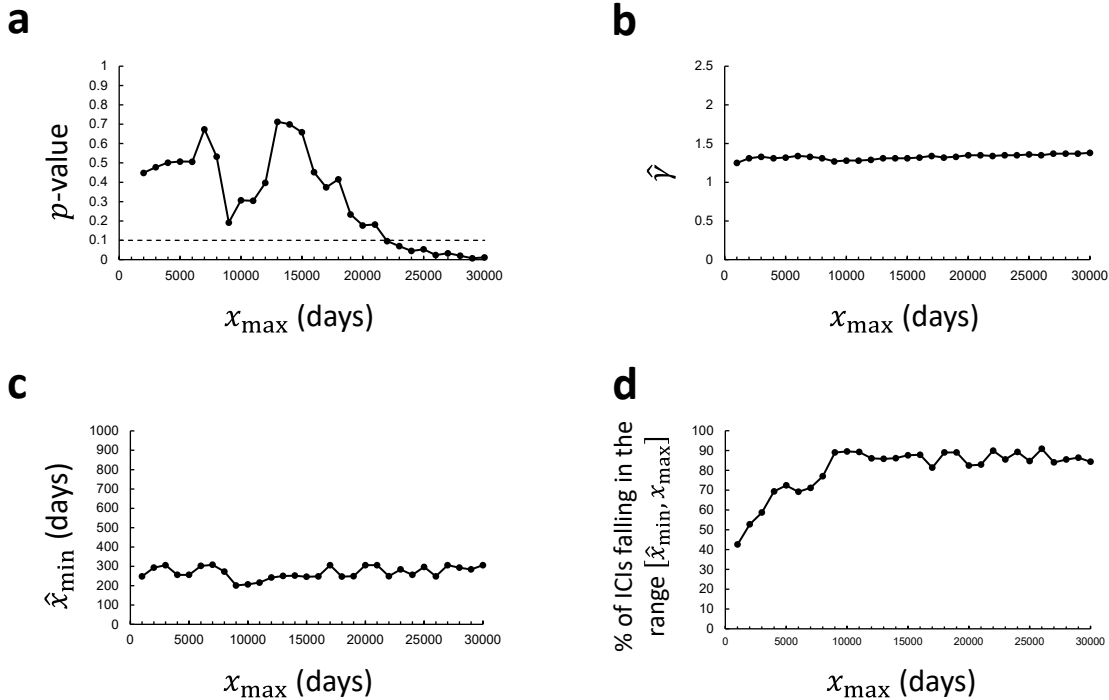 a
1
0.9
0.8
0.7
0.6
0.5
0.4
0.3
0.2
0.1
0
p-value
0 5000 10000 15000 20000 25000 30000
x_max (days)
b
2.5
2
1.5
1
0.5
0
γ̂
0 5000 10000 15000 20000 25000 30000
x_max (days)
c
1000
900
800
700
600
500
400
300
200
100
0
x̂_min (days)
0 5000 10000 15000 20000 25000 30000
x_max (days)
d
100
90
80
70
60
50
40
30
20
10
0
% of ICIs falling in the
range [x̂_min, x_max]
0 5000 10000 15000 20000 25000 30000
x_max (days)